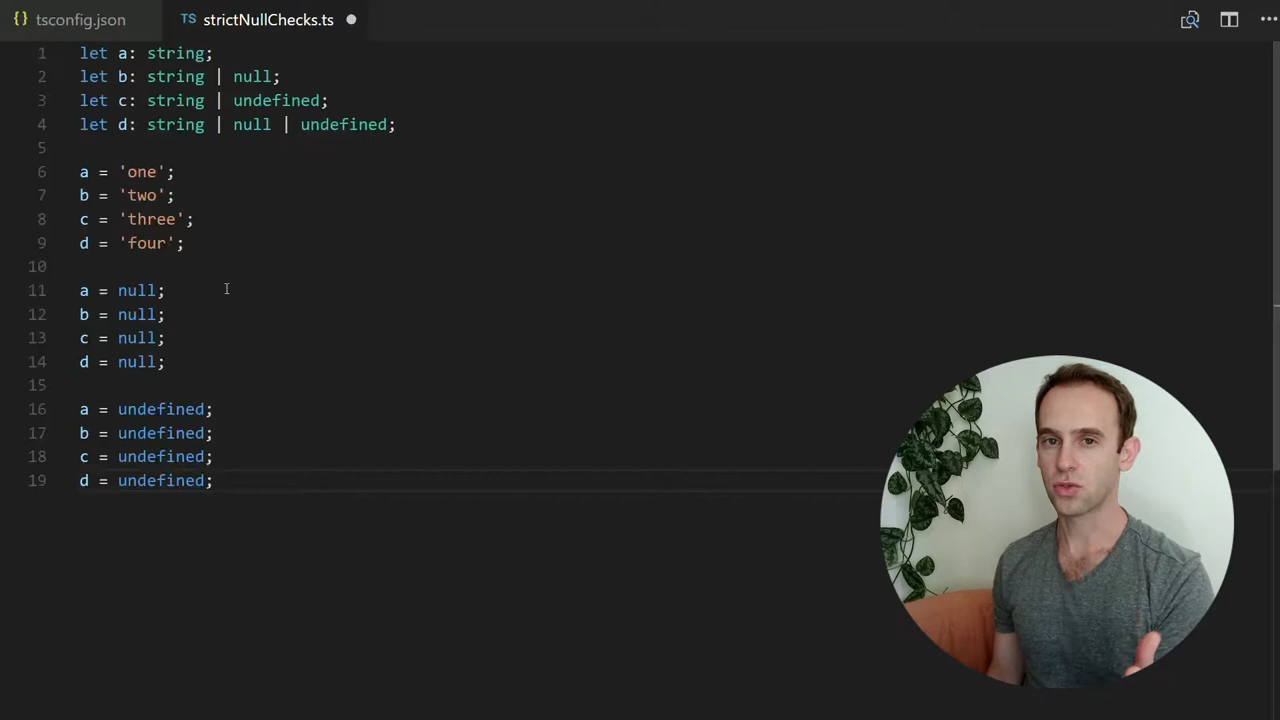 {} tsconfig.json
TS strictNullChecks.ts
1 let a: string;
2 let b: string | null;
3 let c: string | undefined;
4 let d: string | null | undefined;
5
6 a = 'one';
7 b = 'two';
8 c = 'three';
9 d = 'four';
10
11 a = null;
12 b = null;
13 c = null;
14 d = null;
15
16 a = undefined;
17 b = undefined;
18 c = undefined;
19 d = undefined;